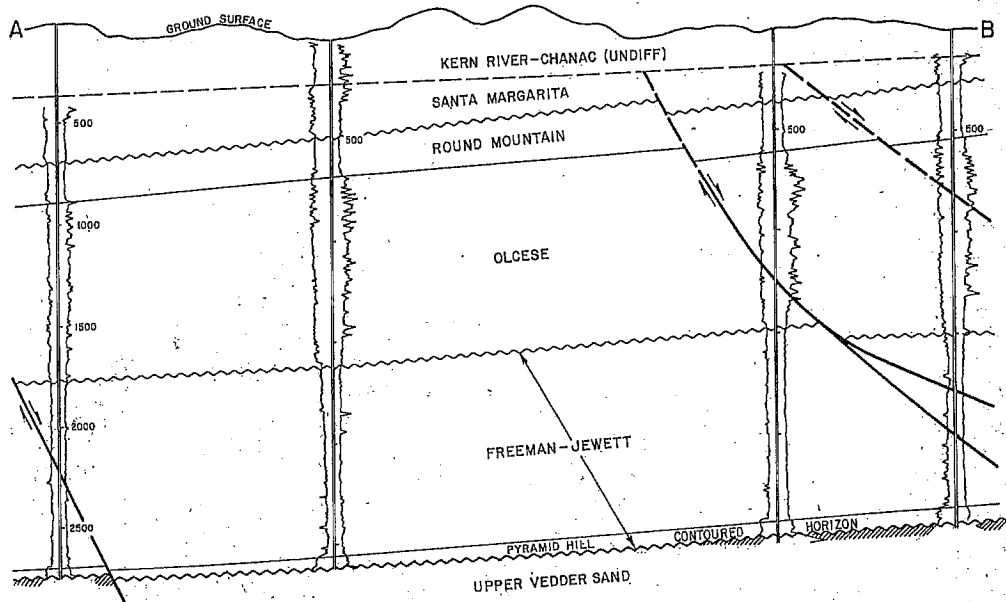 A
GROUND SURFACE
B
KERN RIVER-CHANAC (UNDIFF)
SANTA MARGARITA
500
500
500
500
ROUND MOUNTAIN
1000
OLCESE
1500
2000
FREEMAN-JEWETT
2500
PYRAMID HILL
CONTOURED HORIZON
UPPER VEDDER SAND